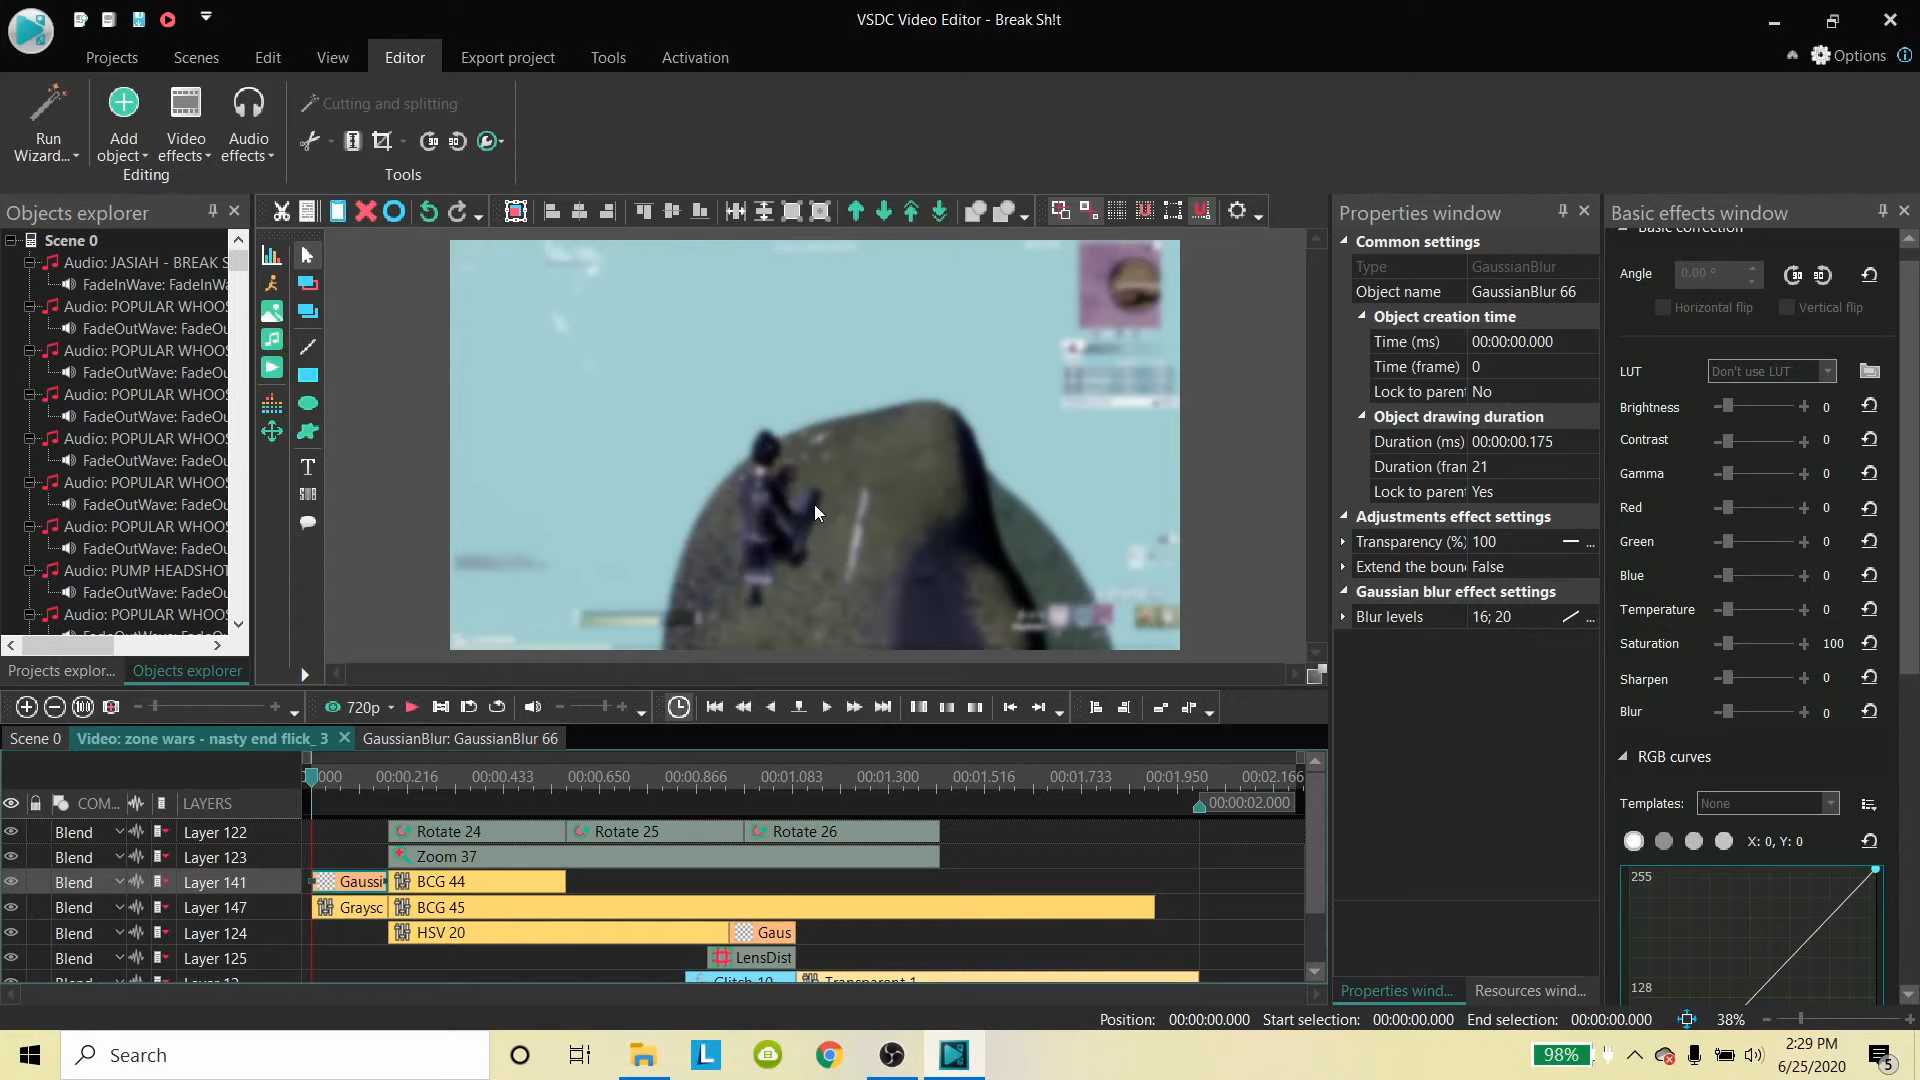 VSDC Video Editor - Break Sh!t
Projects
Scenes
Edit
View
Editor
Export project
Tools
Activation
Options
Run Wizard...
Add object
Video effects
Audio effects
Editing
Cutting and splitting
Tools
Objects explorer
Scene 0
Audio: JASIAH - BREAK S
FadeInWave: FadeInWa
Audio: POPULAR WHOOS
FadeOutWave: FadeOu
Audio: POPULAR WHOOS
FadeOutWave: FadeOu
Audio: POPULAR WHOOS
FadeOutWave: FadeOu
Audio: POPULAR WHOOS
FadeOutWave: FadeOu
Audio: POPULAR WHOOS
FadeOutWave: FadeOu
Audio: POPULAR WHOOS
FadeOutWave: FadeOu
Audio: PUMP HEADSHOT
FadeOutWave: FadeOu
Audio: POPULAR WHOOS
Projects explor...
Objects explorer
Properties window
Common settings
Type GaussianBlur
Object name GaussianBlur 66
Object creation time
Time (ms) 00:00:00.000
Time (frame) 0
Lock to paren No
Object drawing duration
Duration (ms) 00:00:00.175
Duration (fran 21
Lock to paren Yes
Adjustments effect settings
Transparency (% 100 ...
Extend the boun False
Gaussian blur effect settings
Blur levels 16; 20 ...
Properties wind...
Resources wind...
Basic effects window
Basic correction
Angle 0.00 °
Horizontal flip
Vertical flip
LUT Don't use LUT
Brightness 0
Contrast 0
Gamma 0
Red 0
Green 0
Blue 0
Temperature 0
Saturation 100
Sharpen 0
Blur 0
RGB curves
Templates: None
X: 0, Y: 0
255
128
720p
Scene 0
Video: zone wars - nasty end flick_3
GaussianBlur: GaussianBlur 66
000 00:00.216 00:00.433 00:00.650 00:00.866 00:01.083 00:01.300 00:01.516 00:01.733 00:01.950 00:02.166
COM... LAYERS
00:00:02.000
Blend Layer 122 Rotate 24 Rotate 25 Rotate 26
Blend Layer 123 Zoom 37
Blend Layer 141 Gaussi BCG 44
Blend Layer 147 Graysc BCG 45
Blend Layer 124 HSV 20 Gaus
Blend Layer 125 LensDist
Position: 00:00:00.000 Start selection: 00:00:00.000 End selection: 00:00:00.000 38%
Search
L
98%
2:29 PM
6/25/2020
5